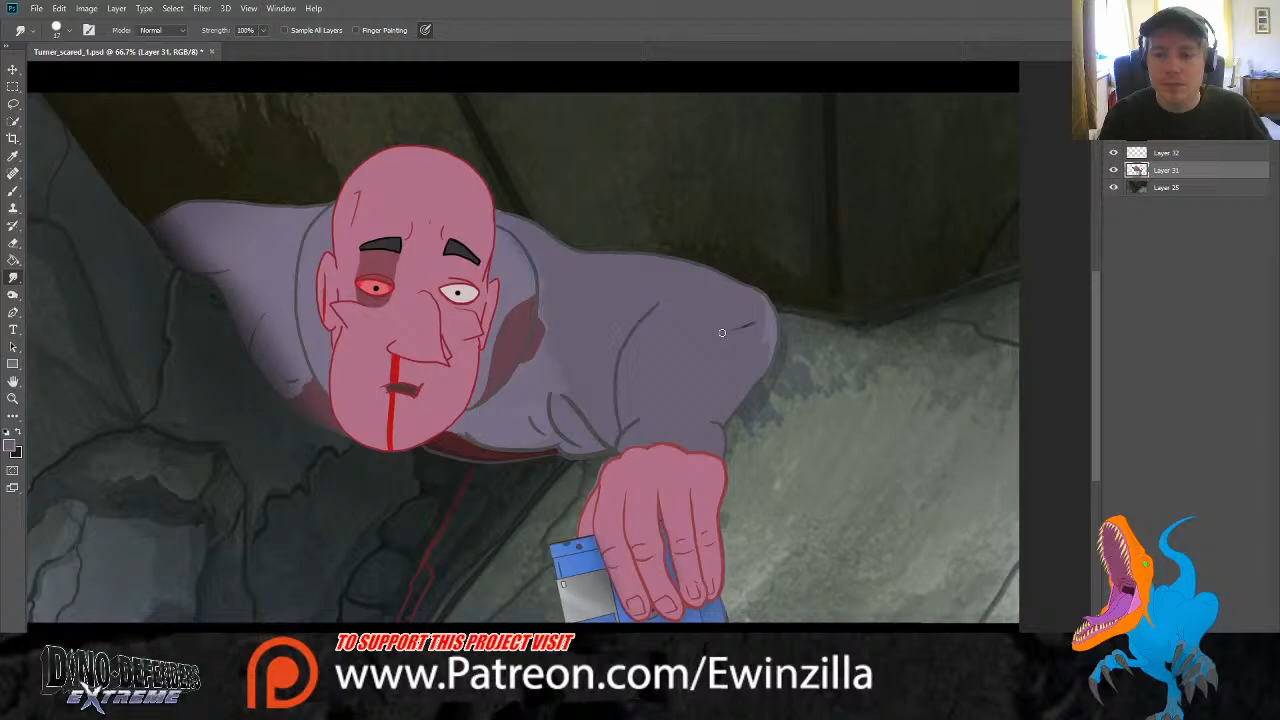 Ps File Edit Image Layer Type Select Filter 3D View Window Help
17 Mode: Normal Strength: 100% Sample All Layers Finger Painting
Turner_scared_1.psd @ 66.7% (Layer 31, RGB/8) *
Layer 32
Layer 31
Layer 25
TO SUPPORT THIS PROJECT VISIT
www.Patreon.com/Ewinzilla
DINO-DEFENDERS
EXTREME